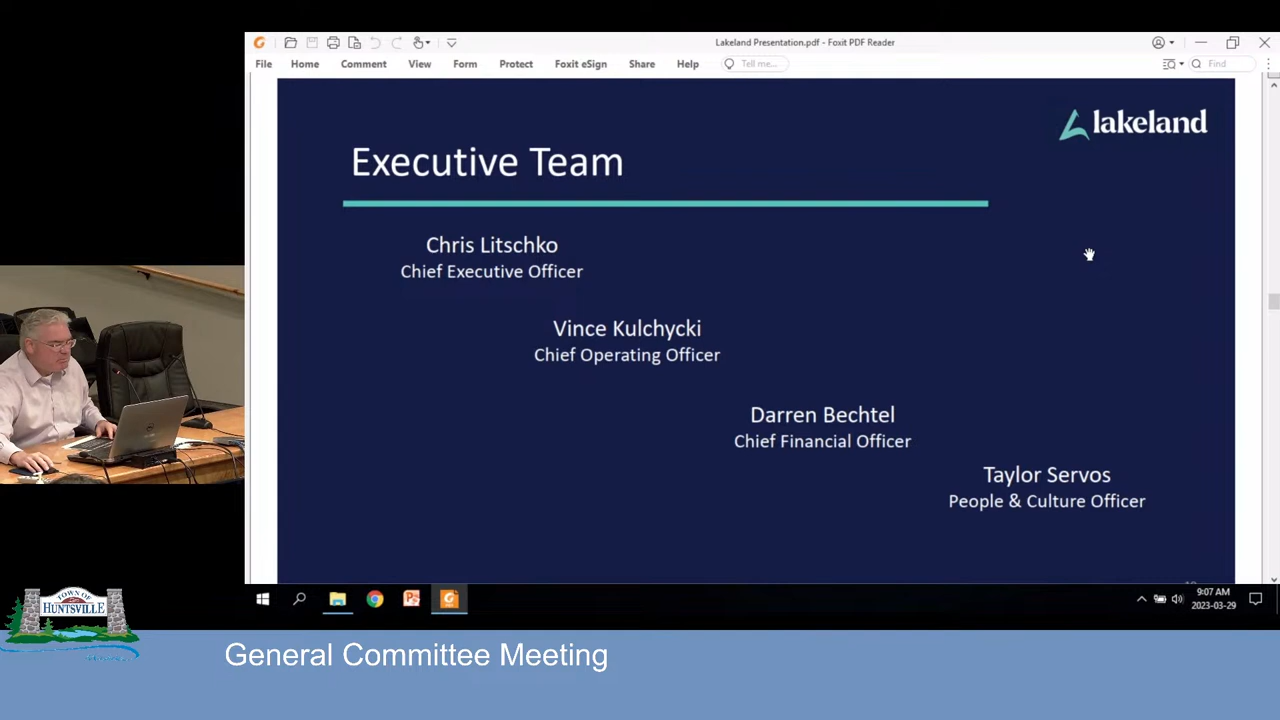 Lakeland Presentation.pdf - Foxit PDF Reader
File Home Comment View Form Protect Foxit eSign Share Help Tell me... Find
lakeland
Executive Team
Chris Litschko
Chief Executive Officer
Vince Kulchycki
Chief Operating Officer
Darren Bechtel
Chief Financial Officer
Taylor Servos
People & Culture Officer
9:07 AM
2023-03-29
TOWN OF
HUNTSVILLE
General Committee Meeting